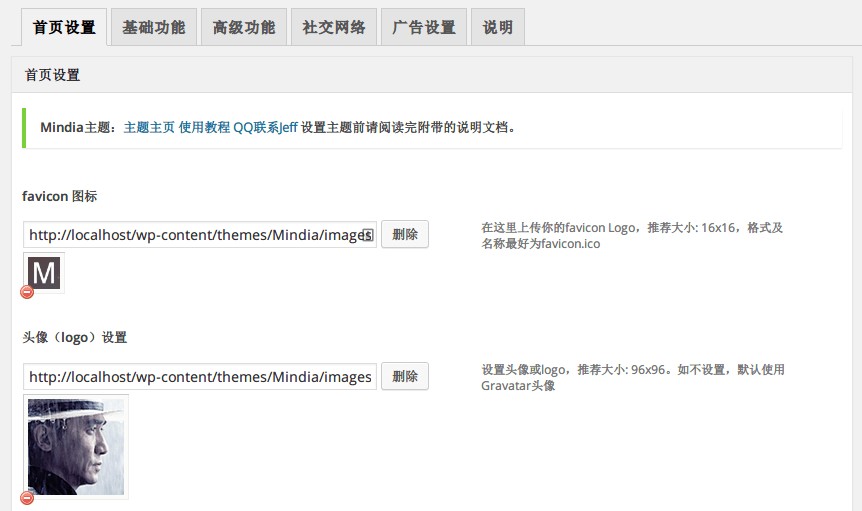 首页设置 基础功能 高级功能 社交网络 广告设置 说明
首页设置
Mindia主题：主题主页 使用教程 QQ联系Jeff 设置主题前请阅读完附带的说明文档。
favicon 图标
http://localhost/wp-content/themes/Mindia/images 删除
在这里上传你的favicon Logo，推荐大小: 16x16，格式及
名称最好为favicon.ico
M
头像（logo）设置
http://localhost/wp-content/themes/Mindia/images 删除
设置头像或logo，推荐大小: 96x96。如不设置，默认使用
Gravatar头像